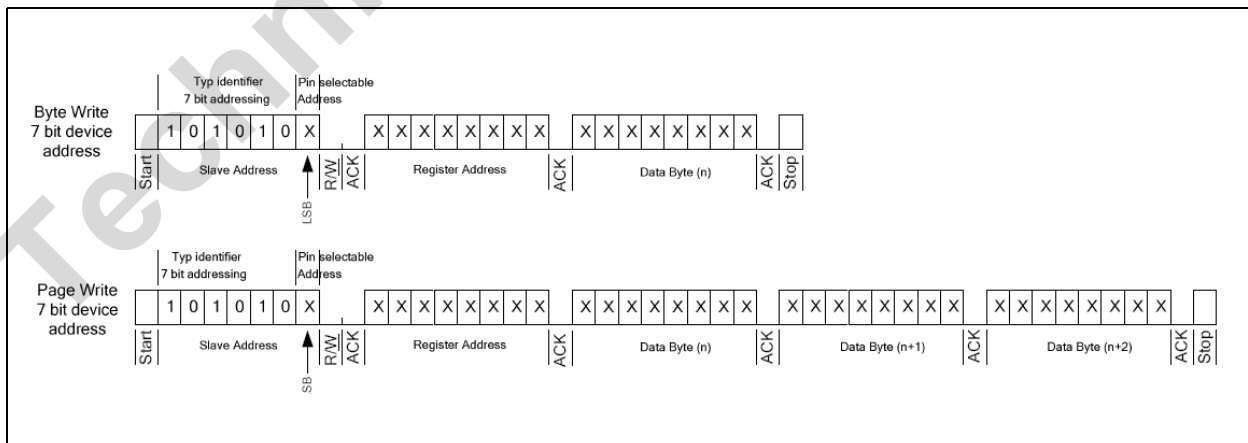 Techn
Typ identifier
7 bit addressing
Pin selectable
Address
Byte Write
7 bit device
address
1 0 1 0 1 0 X X X X X X X X X X X X X X X X X
Start
Slave Address
LSB
R/W
ACK
Register Address
ACK
Data Byte (n)
ACK
Stop
Typ identifier
7 bit addressing
Pin selectable
Address
Page Write
7 bit device
address
1 0 1 0 1 0 X X X X X X X X X X X X X X X X X X X X X X X X X X X X X X X X X
Start
Slave Address
.SB
R/W
ACK
Register Address
ACK
Data Byte (n)
ACK
Data Byte (n+1)
ACK
Data Byte (n+2)
ACK
Stop